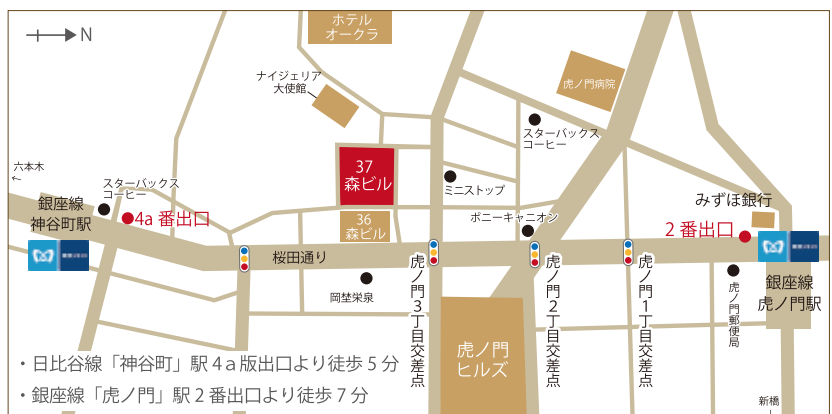 N
ホテル
オークラ
ナイジェリア
大使館
虎ノ門病院
スターバックス
コーヒー
六本木
←
スターバックス
コーヒー
37
森ビル
ミニストップ
みずほ銀行
銀座線
神谷町駅
4a 番出口
36
森ビル
ポニーキャニオン
2 番出口
桜田通り
岡埜栄泉
虎ノ門3丁目交差点
虎ノ門2丁目交差点
虎ノ門1丁目交差点
虎ノ門郵便局
銀座線
虎ノ門駅
虎ノ門
ヒルズ
新橋
↓
・日比谷線「神谷町」駅 4 a 版出口より徒歩 5 分
・銀座線「虎ノ門」駅 2 番出口より徒歩 7 分